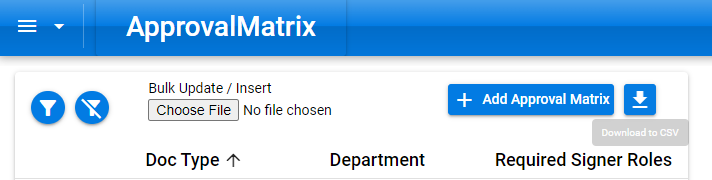 ApprovalMatrix
Bulk Update / Insert
Choose File No file chosen
Add Approval Matrix
Download to CSV
Doc Type Department Required Signer Roles